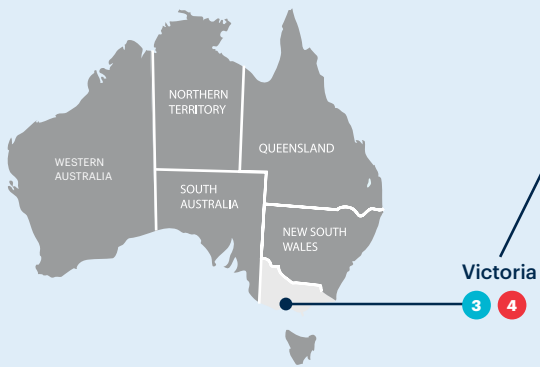 NORTHERN
TERRITORY
QUEENSLAND
WESTERN
AUSTRALIA
SOUTH
AUSTRALIA
NEW SOUTH
WALES
Victoria
3 4